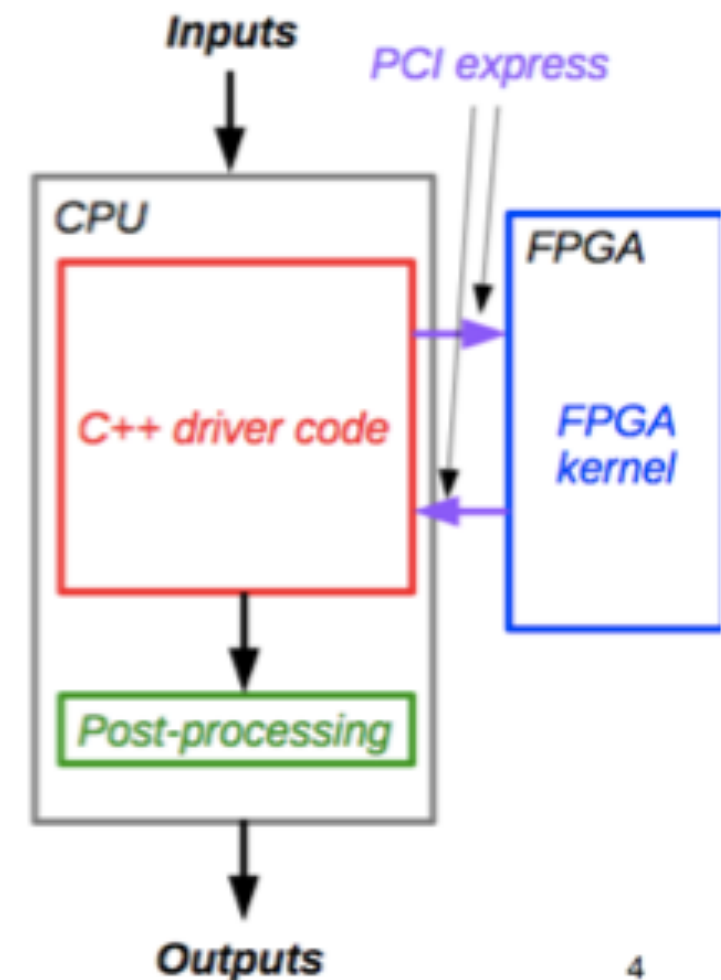 Inputs
PCI express
CPU
FPGA
C++ driver code
FPGA
kernel
Post-processing
Outputs
4